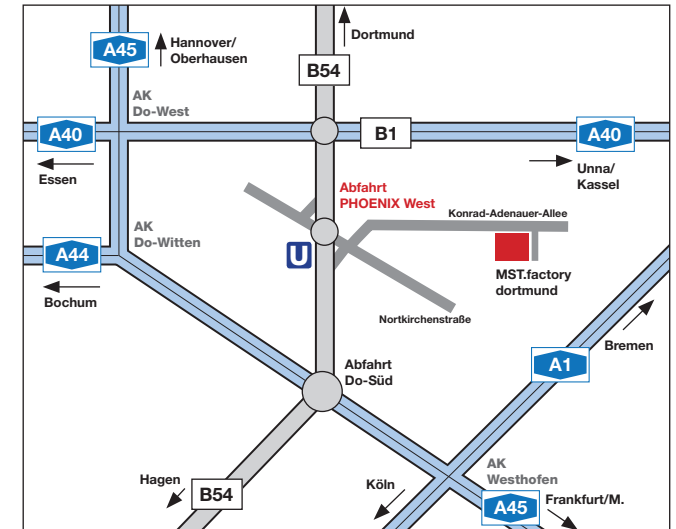 Dortmund
A45
Hannover/
Oberhausen
B54
AK
Do-West
A40
B1
A40
Essen
Unna/
Kassel
Abfahrt
PHOENIX West
Konrad-Adenauer-Allee
AK
Do-Witten
U
A44
MST.factory
dortmund
Bochum
Nortkirchenstraße
Bremen
A1
Abfahrt
Do-Süd
AK
Westhofen
Hagen
Köln
B54
Frankfurt/M.
A45